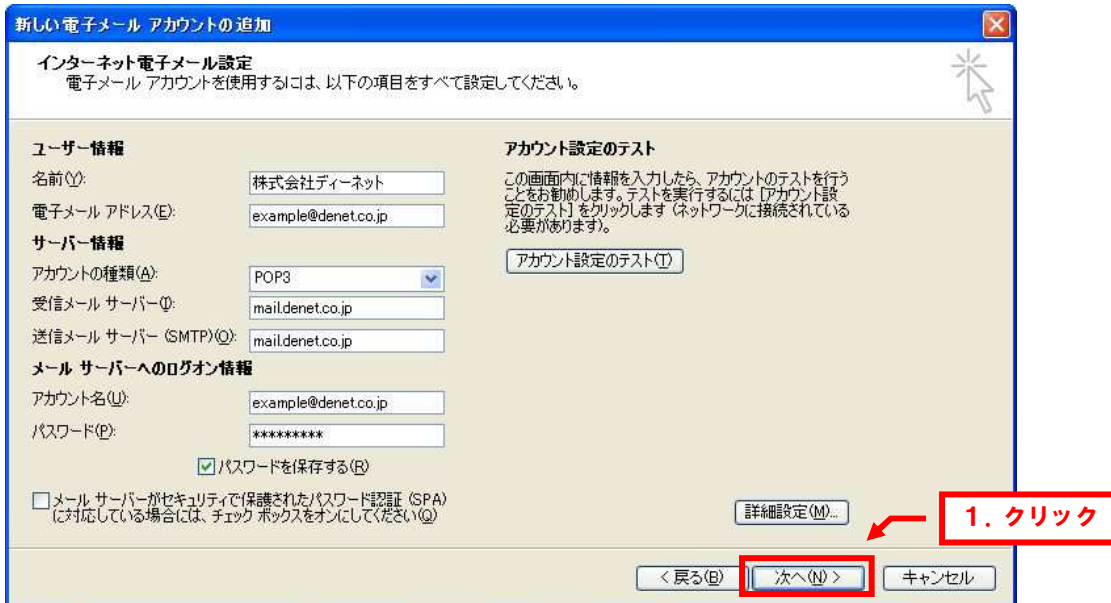 新しい電子メール アカウントの追加
インターネット電子メール設定
電子メール アカウントを使用するには、以下の項目をすべて設定してください。
ユーザー情報
名前(Y):
株式会社ディーネット
電子メール アドレス(E):
example@denet.co.jp
サーバー情報
アカウントの種類(A):
POP3
受信メール サーバー(I):
mail.denet.co.jp
送信メール サーバー (SMTP)(O):
mail.denet.co.jp
メール サーバーへのログオン情報
アカウント名(U):
example@denet.co.jp
パスワード(P):
*********
パスワードを保存する(R)
メール サーバーがセキュリティで保護されたパスワード認証 (SPA)
に対応している場合には、チェック ボックスをオンにしてください(Q)
アカウント設定のテスト
この画面内に情報を入力したら、アカウントのテストを行う
ことをお勧めします。テストを実行するには [アカウント設
定のテスト] をクリックします (ネットワークに接続されている
必要があります)。
アカウント設定のテスト(T)
詳細設定(M)...
1. クリック
< 戻る(B)
次へ(N) >
キャンセル